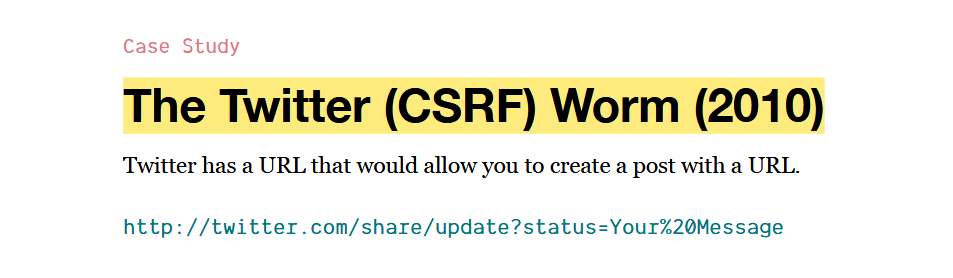 Case Study
The Twitter (CSRF) Worm (2010)
Twitter has a URL that would allow you to create a post with a URL.
http://twitter.com/share/update?status=Your%20Message